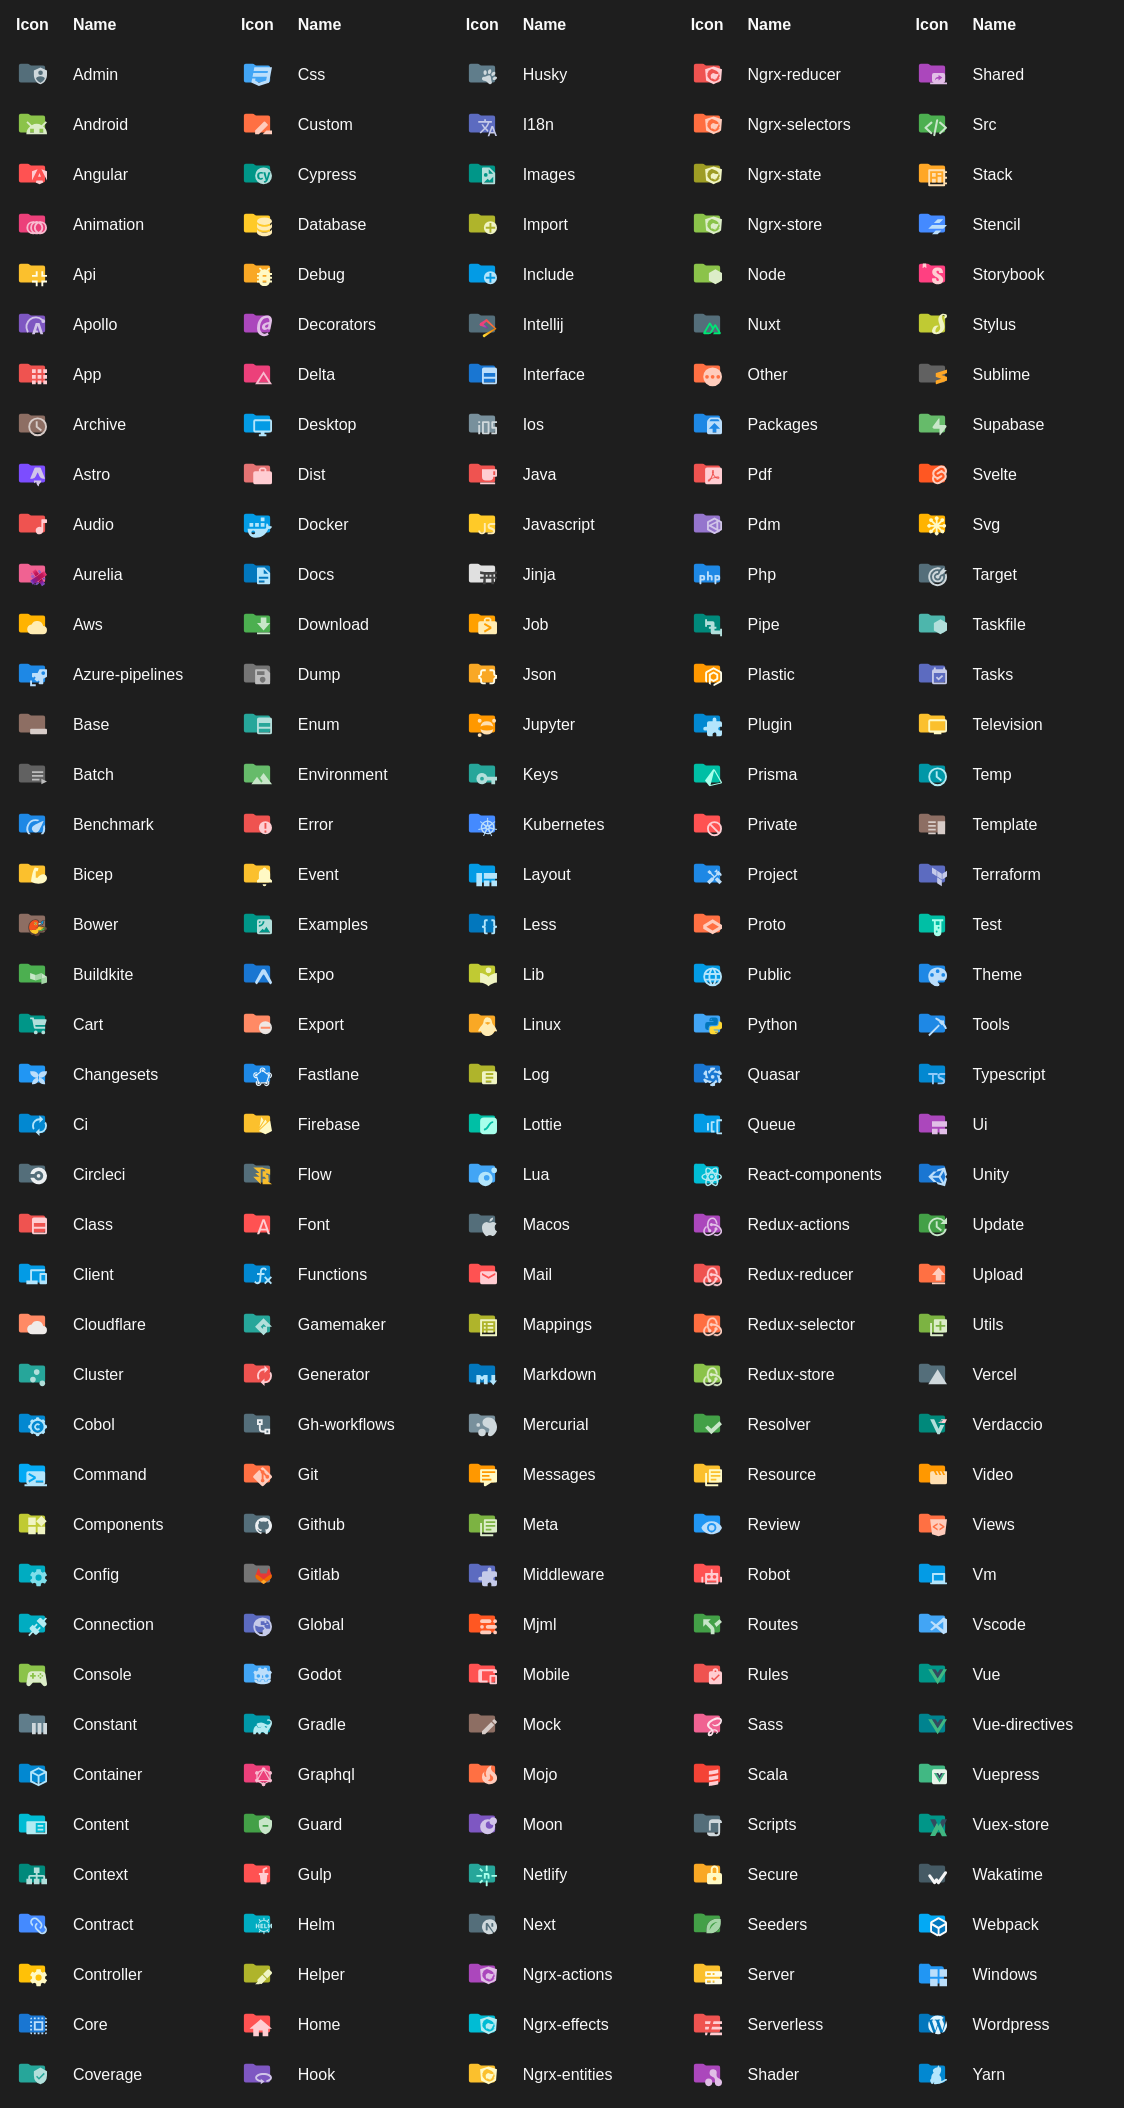 Icon Name Icon Name Icon Name Icon Name Icon Name
Admin Css Husky Ngrx-reducer Shared
Android Custom I18n Ngrx-selectors Src
Angular Cypress Images Ngrx-state Stack
Animation Database Import Ngrx-store Stencil
Api Debug Include Node Storybook
Apollo Decorators Intellij Nuxt Stylus
App Delta Interface Other Sublime
Archive Desktop Ios Packages Supabase
Astro Dist Java Pdf Svelte
Audio Docker Javascript Pdm Svg
Aurelia Docs Jinja Php Target
Aws Download Job Pipe Taskfile
Azure-pipelines Dump Json Plastic Tasks
Base Enum Jupyter Plugin Television
Batch Environment Keys Prisma Temp
Benchmark Error Kubernetes Private Template
Bicep Event Layout Project Terraform
Bower Examples Less Proto Test
Buildkite Expo Lib Public Theme
Cart Export Linux Python Tools
Changesets Fastlane Log Quasar Typescript
Ci Firebase Lottie Queue Ui
Circleci Flow Lua React-components Unity
Class Font Macos Redux-actions Update
Client Functions Mail Redux-reducer Upload
Cloudflare Gamemaker Mappings Redux-selector Utils
Cluster Generator Markdown Redux-store Vercel
Cobol Gh-workflows Mercurial Resolver Verdaccio
Command Git Messages Resource Video
Components Github Meta Review Views
Config Gitlab Middleware Robot Vm
Connection Global Mjml Routes Vscode
Console Godot Mobile Rules Vue
Constant Gradle Mock Sass Vue-directives
Container Graphql Mojo Scala Vuepress
Content Guard Moon Scripts Vuex-store
Context Gulp Netlify Secure Wakatime
Contract Helm Next Seeders Webpack
Controller Helper Ngrx-actions Server Windows
Core Home Ngrx-effects Serverless Wordpress
Coverage Hook Ngrx-entities Shader Yarn